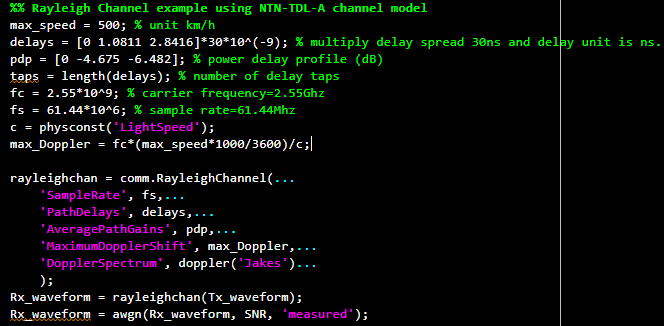 %% Rayleigh Channel example using NTN-TDL-A channel model
max_speed = 500; % unit km/h
delays = [0 1.0811 2.8416]*30*10^(-9); % multiply delay spread 30ns and delay unit is ns.
pdp = [0 -4.675 -6.482]; % power delay profile (dB)
taps = length(delays); % number of delay taps
fc = 2.55*10^9; % carrier frequency=2.55Ghz
fs = 61.44*10^6; % sample rate=61.44Mhz
c = physconst('LightSpeed');
max_Doppler = fc*(max_speed*1000/3600)/c;
rayleighchan = comm.RayleighChannel(...
'SampleRate', fs,...
'PathDelays', delays,...
'AveragePathGains', pdp,...
'MaximumDopplerShift', max_Doppler,...
'DopplerSpectrum', doppler('Jakes')...
);
Rx_waveform = rayleighchan(Tx_waveform);
Rx_waveform = awgn(Rx_waveform, SNR, 'measured');